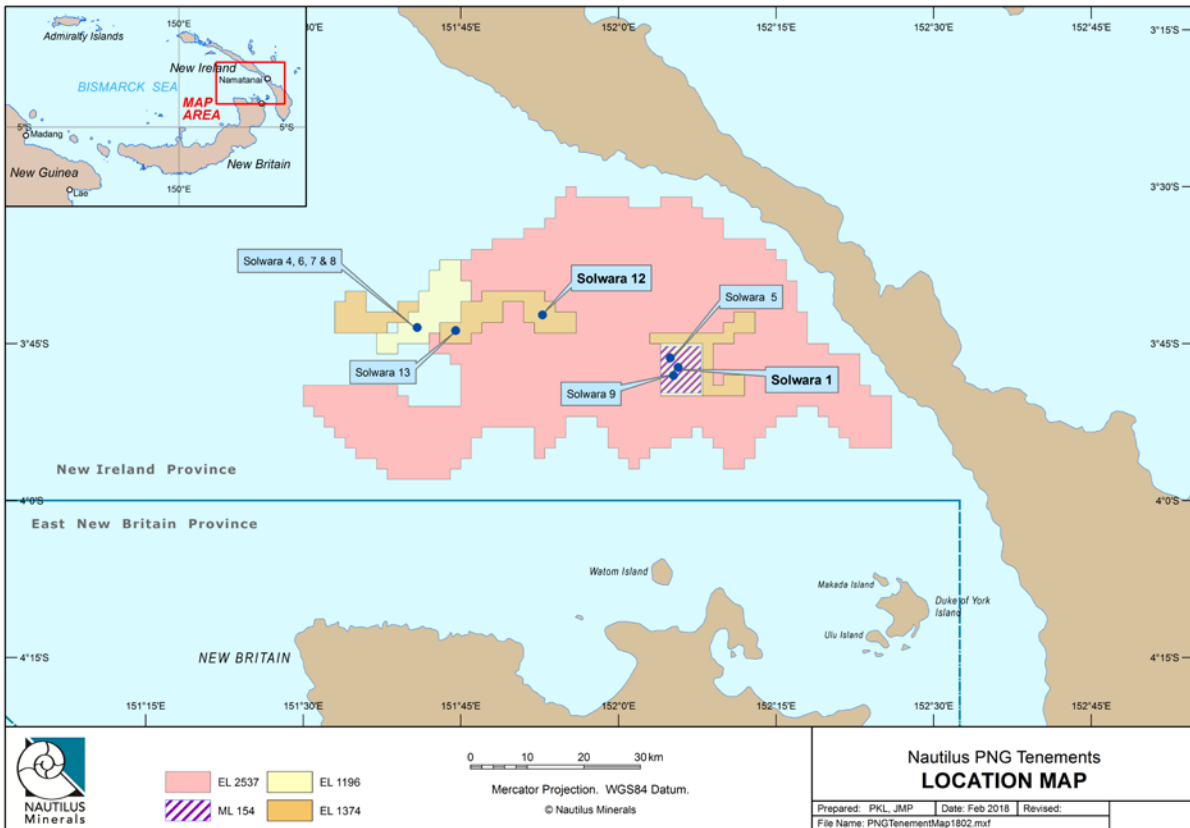 150°E
Admiralty Islands
New Ireland
Namatanai
BISMARCK SEA
MAP
AREA
5°S
5°S
Madang
New Britain
New Guinea
Lae
150°E
30'E
151°45'E
152°0'E
152°15'E
3°15'S
3°30'S
Solwara 4, 6, 7 & 8
Solwara 12
Solwara 5
3°45'S
3°45'S
Solwara 13
Solwara 1
Solwara 9
New Ireland Province
4°0'S
4°0'S
East New Britain Province
Watom Island
Makada Island
Duke of York
Island
Ulu Island
4°15'S
NEW BRITAIN
4°15'S
151°15'E
151°30'E
151°45'E
152°0'E
152°15'E
152°30'E
152°45'E
NAUTILUS
Minerals
EL 2537
EL 1196
ML 154
EL 1374
0 10 20 30 km
Mercator Projection. WGS84 Datum.
© Nautilus Minerals
Nautilus PNG Tenements
LOCATION MAP
Prepared: PKL, JMP
Date: Feb 2018
Revised:
File Name: PNGTenementMap1802.mxf